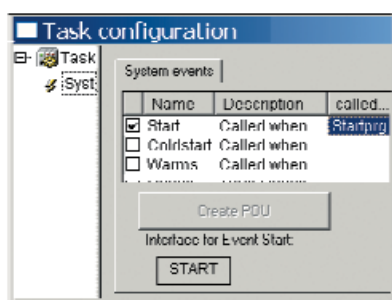 Task configuration
Task
Syst
System events
Name Description called...
Start Called when Startprg
Coldstart Called when
Warms Called when
Create POU
Interface for Event Start:
START